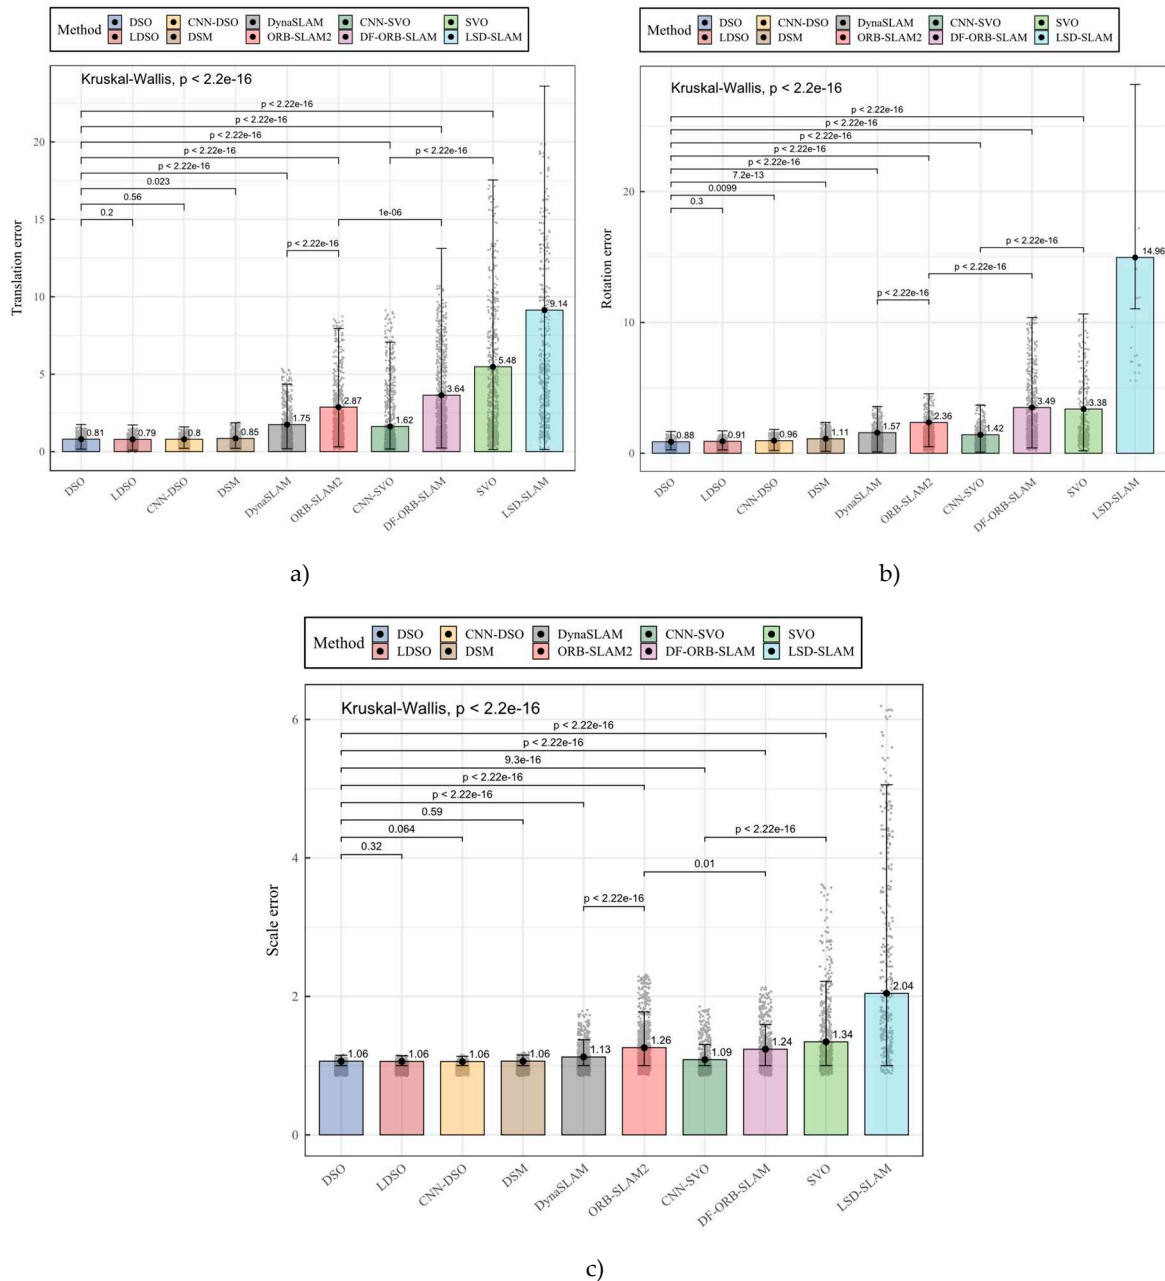 Method DSO CNN-DSO DynaSLAM CNN-SVO SVO
LDSO DSM ORB-SLAM2 DF-ORB-SLAM LSD-SLAM
Kruskal-Wallis, p < 2.2e-16
p < 2.22e-16
p < 2.22e-16
p < 2.22e-16
p < 2.22e-16 p < 2.22e-16
p < 2.22e-16
0.023
0.56
0.2 1e-06
p < 2.22e-16
Translation error
20
15
10
5
0
0.81 0.79 0.8 0.85 1.75 2.87 1.62 3.64 5.48 9.14
DSO LDSO CNN-DSO DSM DynaSLAM ORB-SLAM2 CNN-SVO DF-ORB-SLAM SVO LSD-SLAM
a)
Method DSO CNN-DSO DynaSLAM CNN-SVO SVO
LDSO DSM ORB-SLAM2 DF-ORB-SLAM LSD-SLAM
Kruskal-Wallis, p < 2.2e-16
p < 2.22e-16
p < 2.22e-16
p < 2.22e-16
p < 2.22e-16
p < 2.22e-16
7.2e-13
0.0099
0.3
p < 2.22e-16
p < 2.22e-16
p < 2.22e-16
Rotation error
20
10
0
0.88 0.91 0.96 1.11 1.57 2.36 1.42 3.49 3.38 14.96
DSO LDSO CNN-DSO DSM DynaSLAM ORB-SLAM2 CNN-SVO DF-ORB-SLAM SVO LSD-SLAM
b)
Method DSO CNN-DSO DynaSLAM CNN-SVO SVO
LDSO DSM ORB-SLAM2 DF-ORB-SLAM LSD-SLAM
Kruskal-Wallis, p < 2.2e-16
p < 2.22e-16
p < 2.22e-16
9.3e-16
p < 2.22e-16
p < 2.22e-16
0.59
0.064 p < 2.22e-16
0.32
0.01
p < 2.22e-16
Scale error
6
4
2
0
1.06 1.06 1.06 1.06 1.13 1.26 1.09 1.24 1.34 2.04
DSO LDSO CNN-DSO DSM DynaSLAM ORB-SLAM2 CNN-SVO DF-ORB-SLAM SVO LSD-SLAM
c)